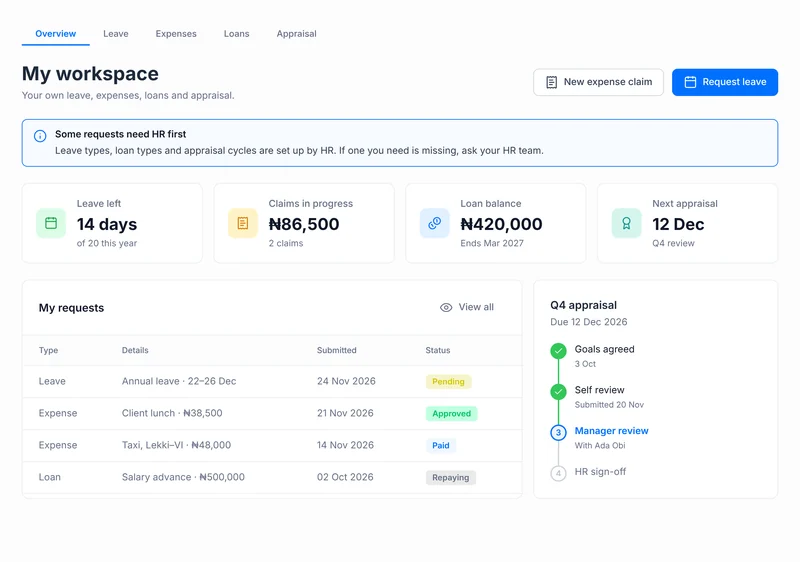 Overview Leave Expenses Loans Appraisal
My workspace
Your own leave, expenses, loans and appraisal.
New expense claim
Request leave
Some requests need HR first
Leave types, loan types and appraisal cycles are set up by HR. If one you need is missing, ask your HR team.
Leave left
14 days
of 20 this year
Claims in progress
₦86,500
2 claims
Loan balance
₦420,000
Ends Mar 2027
Next appraisal
12 Dec
Q4 review
My requests
View all
Type Details Submitted Status
Leave Annual leave · 22–26 Dec 24 Nov 2026 Pending
Expense Client lunch · ₦38,500 21 Nov 2026 Approved
Expense Taxi, Lekki–VI · ₦48,000 14 Nov 2026 Paid
Loan Salary advance · ₦500,000 02 Oct 2026 Repaying
Q4 appraisal
Due 12 Dec 2026
Goals agreed
3 Oct
Self review
Submitted 20 Nov
3 Manager review
With Ada Obi
4 HR sign-off